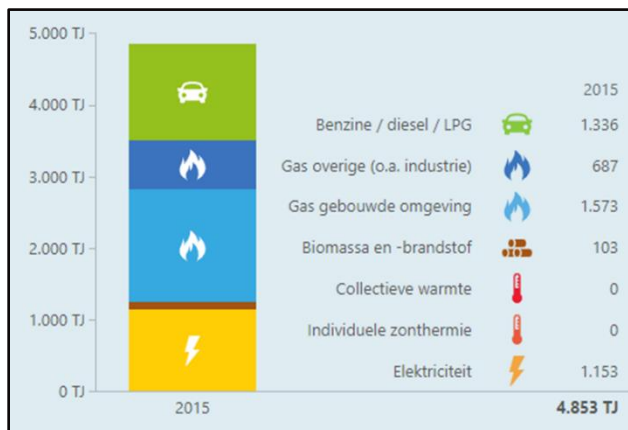 5.000 TJ
4.000 TJ
3.000 TJ
2.000 TJ
1.000 TJ
0 TJ
2015
2015
Benzine / diesel / LPG 1.336
Gas overige (o.a. industrie) 687
Gas gebouwde omgeving 1.573
Biomassa en -brandstof 103
Collectieve warmte 0
Individuele zonthermie 0
Elektriciteit 1.153
4.853 TJ